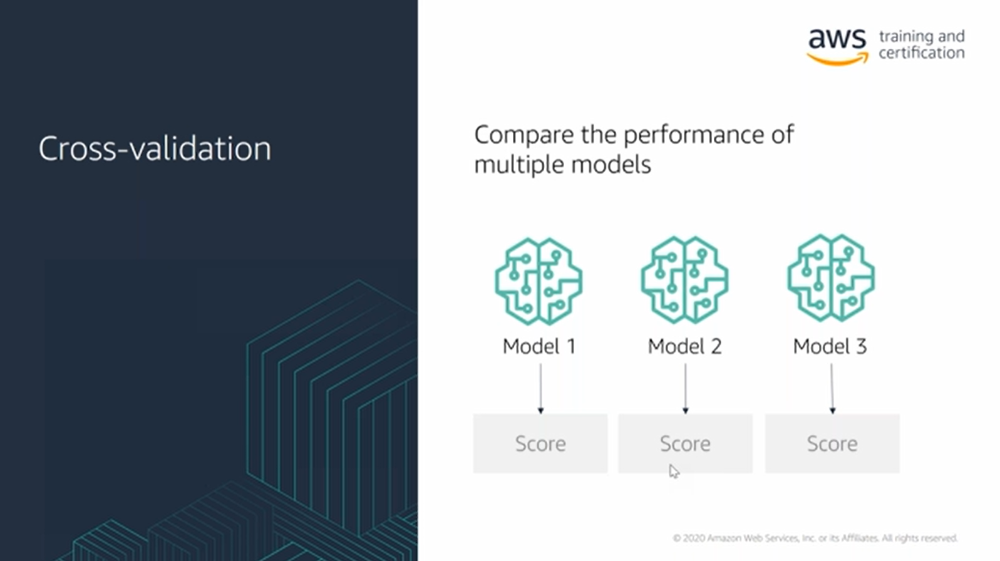 aws training and
certification
Cross-validation
Compare the performance of
multiple models
Model 1
Model 2
Model 3
Score
Score
Score
© 2020 Amazon Web Services, Inc. or its Affiliates. All rights reserved.